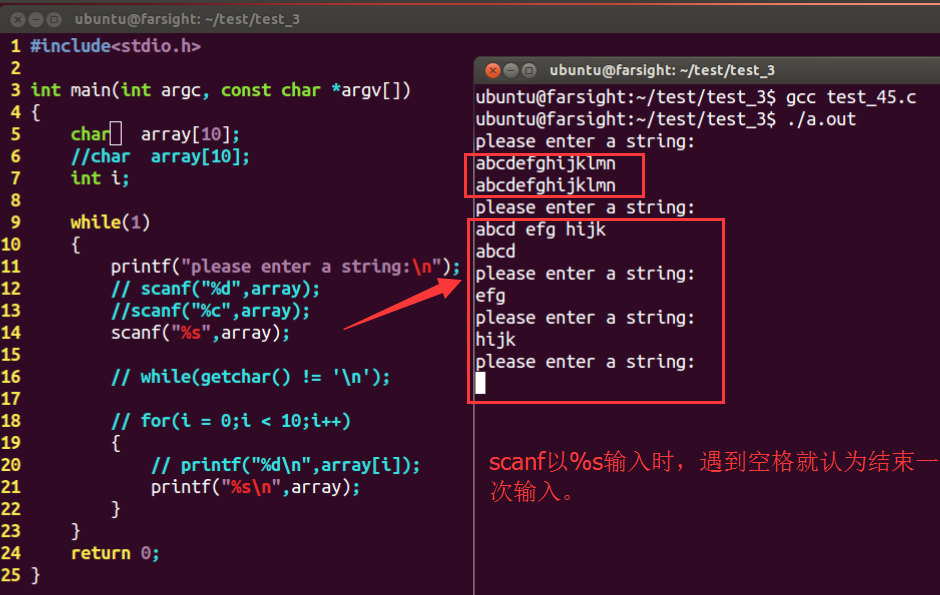 ubuntu@farsight: ~/test/test_3
1 #include<stdio.h>
2
3 int main(int argc, const char *argv[])
4 {
5     char  array[10];
6     //char  array[10];
7     int i;
8
9     while(1)
10     {
11         printf("please enter a string:\n");
12         // scanf("%d",array);
13         //scanf("%c",array);
14         scanf("%s",array);
15
16         // while(getchar() != '\n');
17
18         // for(i = 0;i < 10;i++)
19         {
20             // printf("%d\n",array[i]);
21             printf("%s\n",array);
22         }
23     }
24     return 0;
25 }
ubuntu@farsight: ~/test/test_3
ubuntu@farsight:~/test/test_3$ gcc test_45.c
ubuntu@farsight:~/test/test_3$ ./a.out
please enter a string:
abcdefghijklmn
abcdefghijklmn
please enter a string:
abcd efg hijk
abcd
please enter a string:
efg
please enter a string:
hijk
please enter a string:
scanf以%s输入时，遇到空格就认为结束一
次输入。